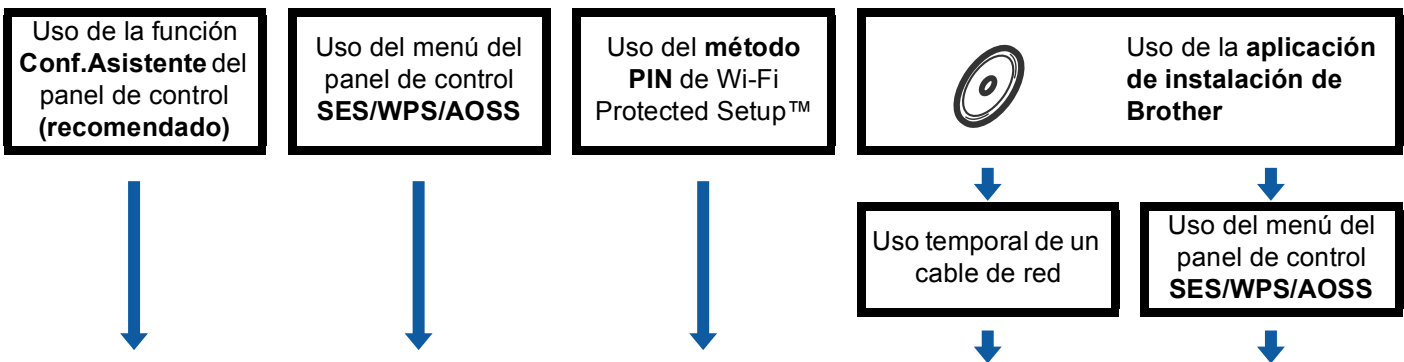 Uso de la función
Conf.Asistente del
panel de control
(recomendado)
Uso del menú del
panel de control
SES/WPS/AOSS
Uso del método
PIN de Wi-Fi
Protected Setup™
Uso de la aplicación
de instalación de
Brother
Uso temporal de un
cable de red
Uso del menú del
panel de control
SES/WPS/AOSS